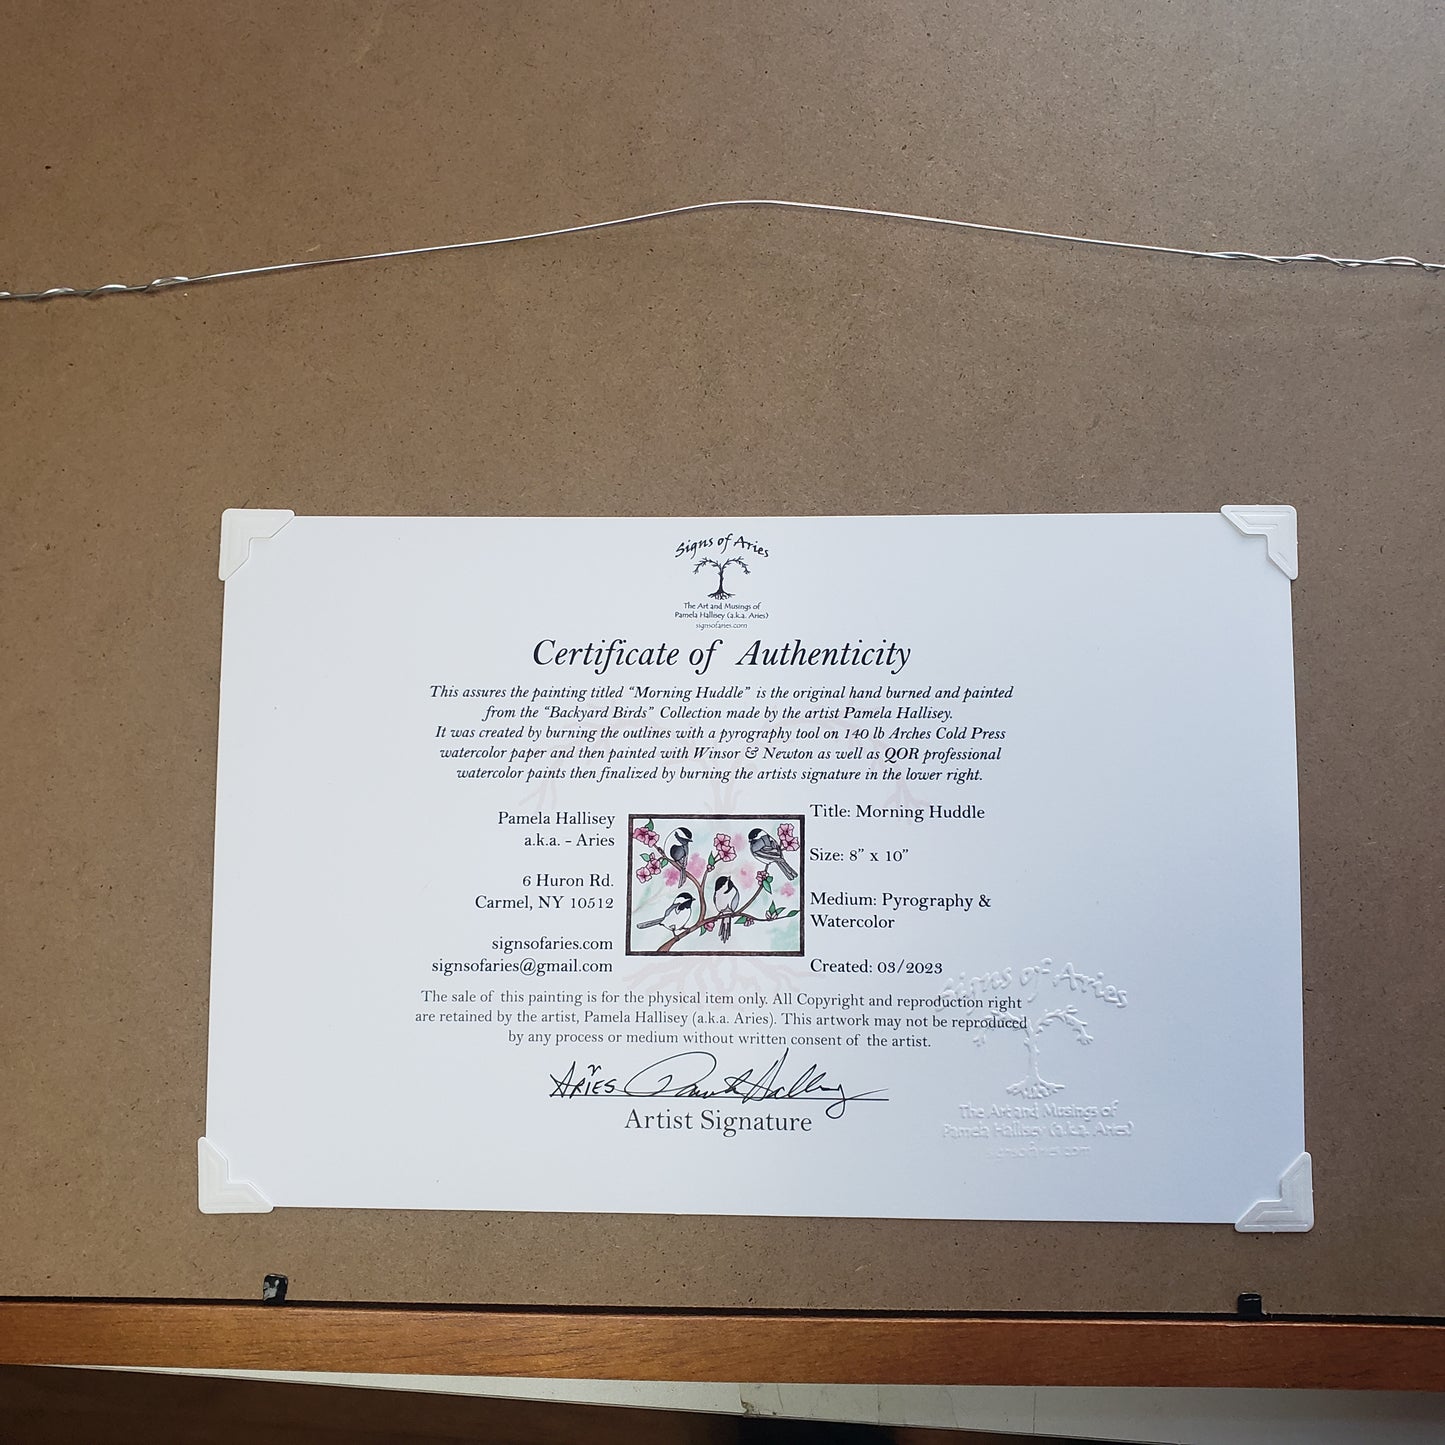 Signs of Aries
The Art and Musings of
Pamela Hallisey (a.k.a. Aries)
signsofaries.com
Certificate of Authenticity
This assures the painting titled “Morning Huddle” is the original hand burned and painted
from the “Backyard Birds” Collection made by the artist Pamela Hallisey.
It was created by burning the outlines with a pyrography tool on 140 lb Arches Cold Press
watercolor paper and then painted with Winsor & Newton as well as QOR professional
watercolor paints then finalized by burning the artists signature in the lower right.
Pamela Hallisey
a.k.a. - Aries
6 Huron Rd.
Carmel, NY 10512
signsofaries.com
signsofaries@gmail.com
Title: Morning Huddle
Size: 8” x 10”
Medium: Pyrography &
Watercolor
Created: 03/2023
The sale of this painting is for the physical item only. All Copyright and reproduction right
are retained by the artist, Pamela Hallisey (a.k.a. Aries). This artwork may not be reproduced
by any process or medium without written consent of the artist.
ARIES Pamela Hallisey
Artist Signature
Signs of Aries
The Art and Musings of
Pamela Hallisey (a.k.a. Aries)
signsofaries.com